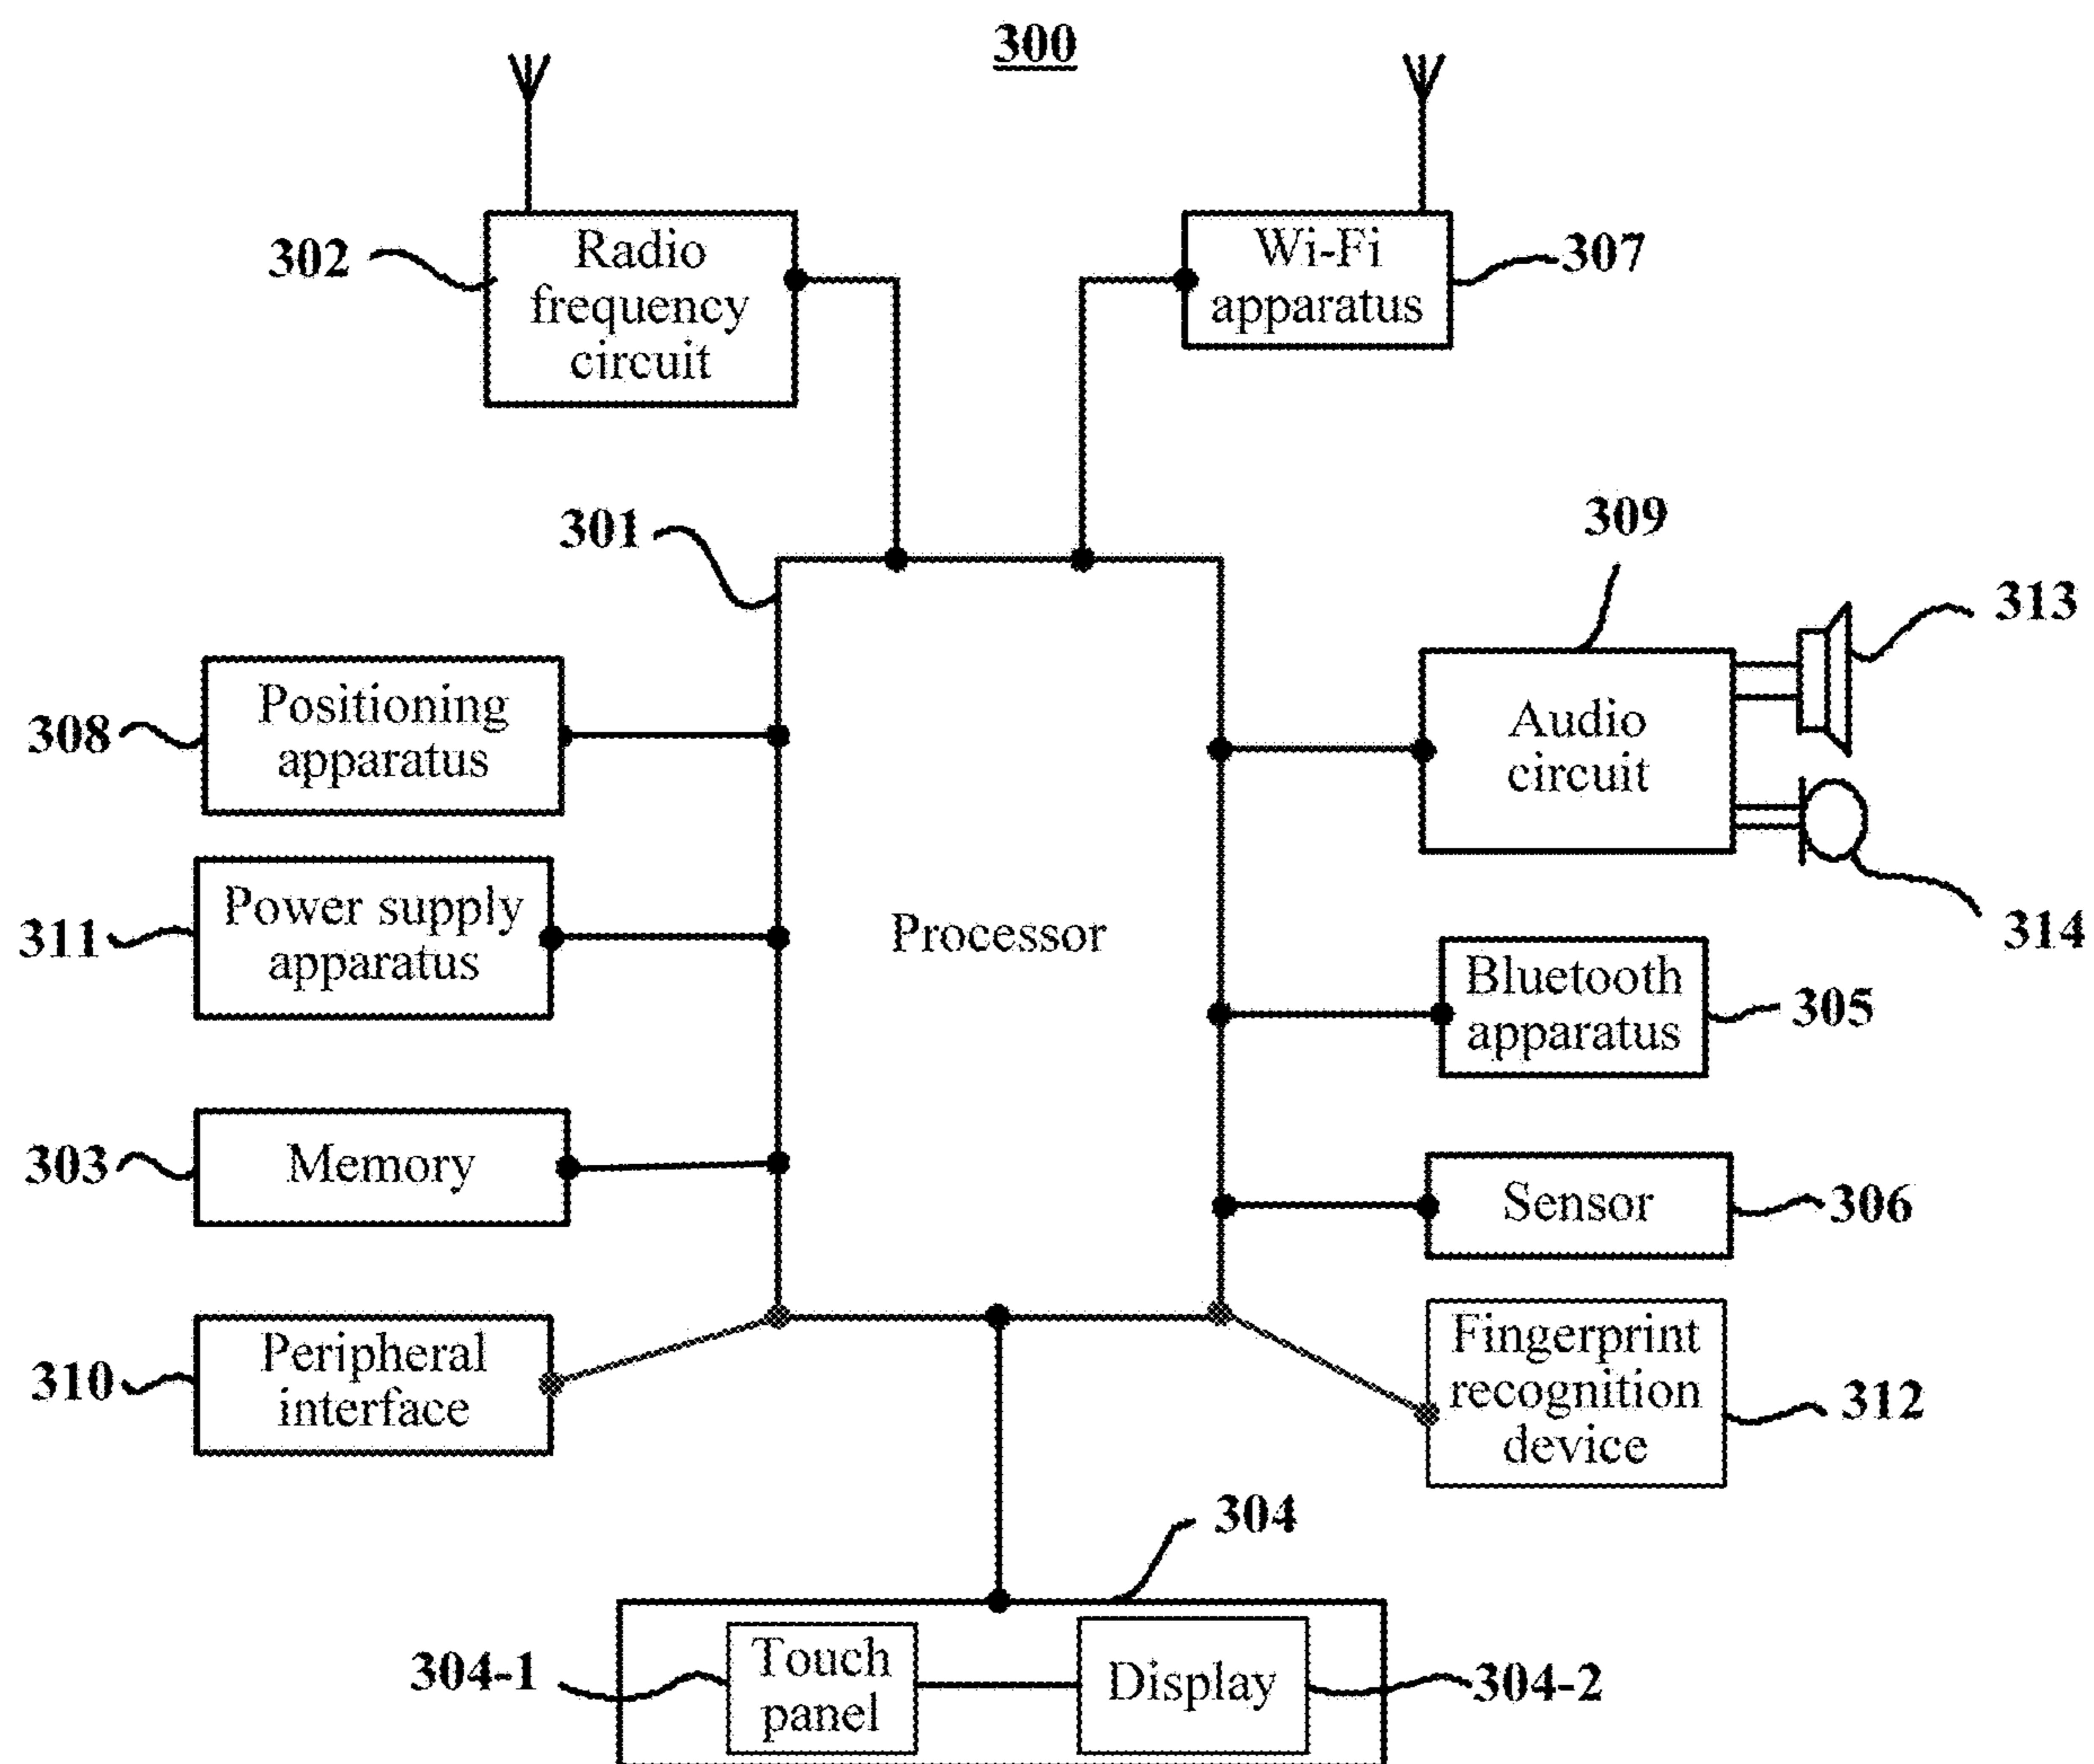 300
302
Radio
frequency
circuit
Wi-Fi
apparatus
307
301
309
313
308
Positioning
apparatus
Audio
circuit
314
311
Power supply
apparatus
Processor
Bluetooth
apparatus
305
303
Memory
Sensor
306
310
Peripheral
interface
Fingerprint
recognition
device
312
304
304-1
Touch
panel
Display
304-2